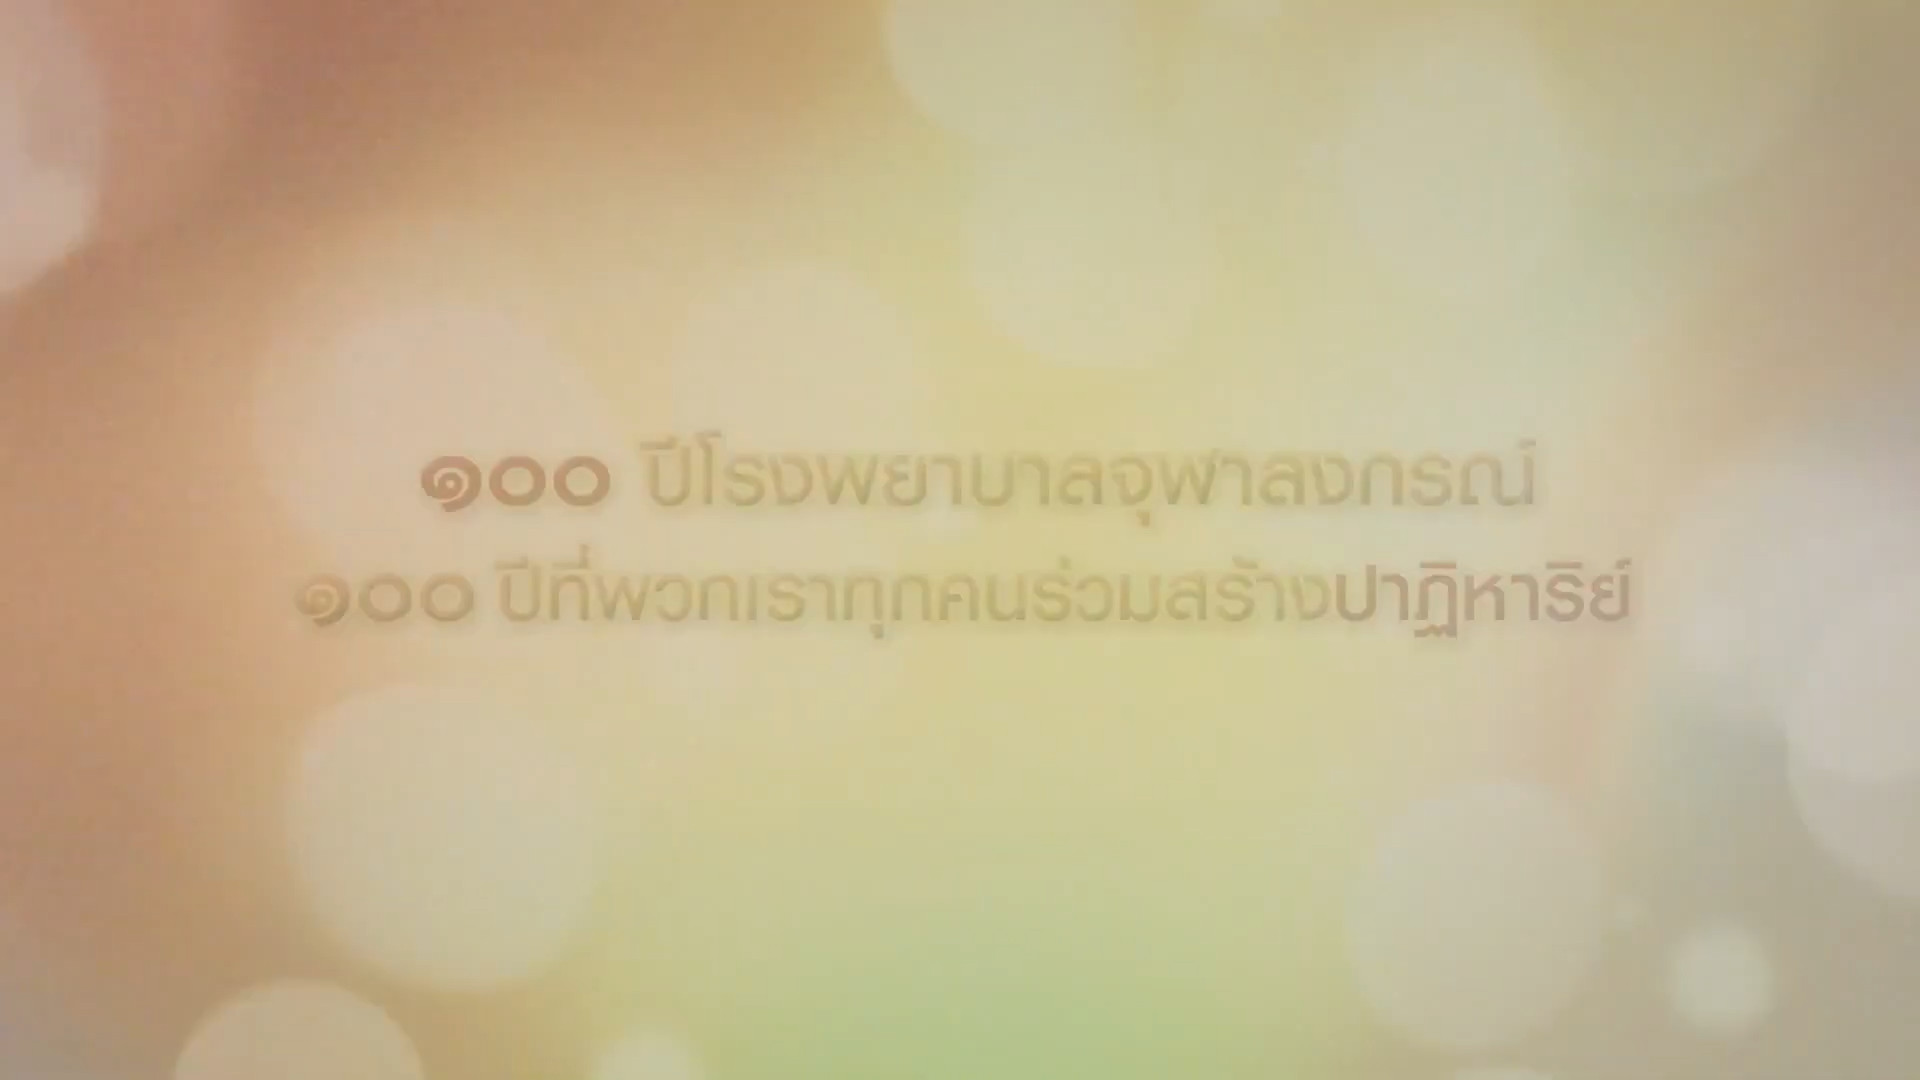 ๑๐๐ ปีโรงพยาบาลจุฬาลงกรณ์
๑๐๐ ปีที่พวกเราทุกคนร่วมสร้างปาฏิหาริย์